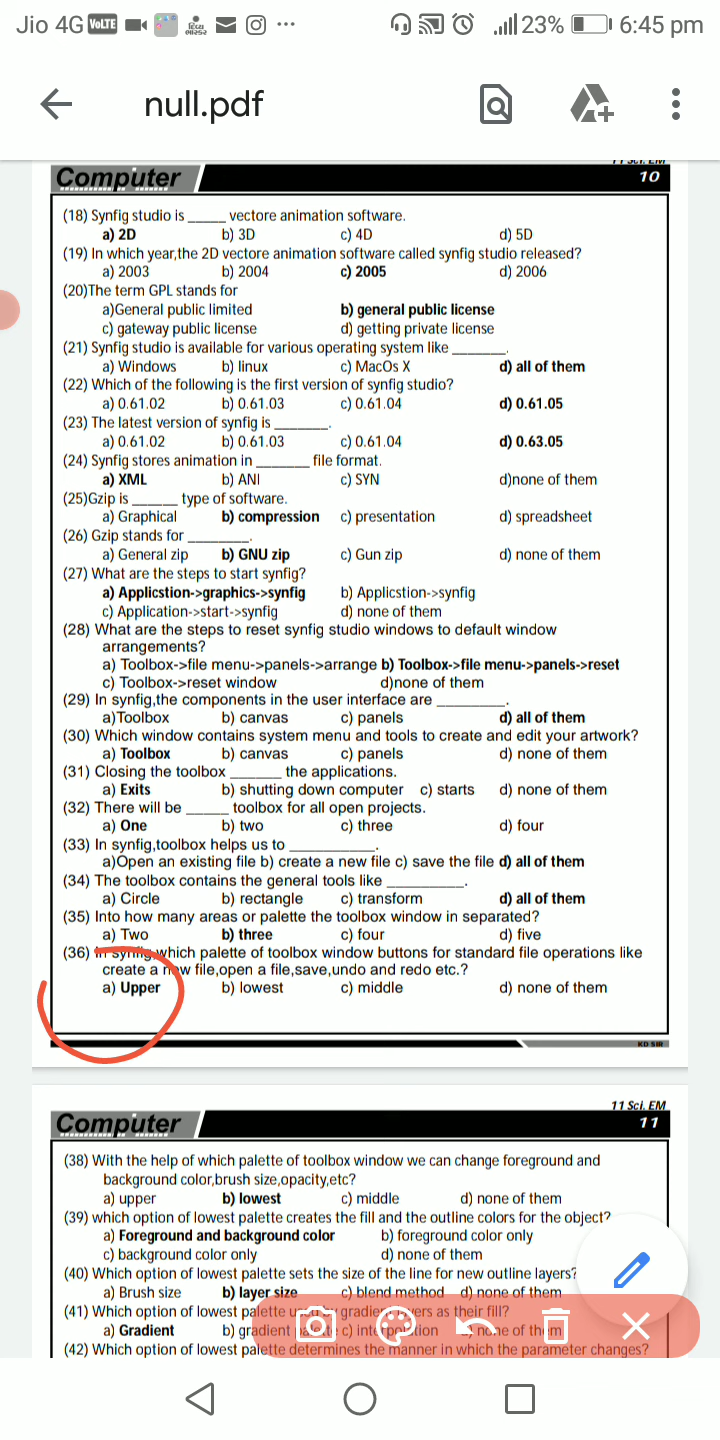 Jio 4G VoLTE ... 23% 6:45 pm
null.pdf
11 Sci. EM
Computer 10
(18) Synfig studio is _____ vectore animation software.
a) 2D b) 3D c) 4D d) 5D
(19) In which year,the 2D vectore animation software called synfig studio released?
a) 2003 b) 2004 c) 2005 d) 2006
(20)The term GPL stands for
a)General public limited b) general public license
c) gateway public license d) getting private license
(21) Synfig studio is available for various operating system like _______.
a) Windows b) linux c) MacOs X d) all of them
(22) Which of the following is the first version of synfig studio?
a) 0.61.02 b) 0.61.03 c) 0.61.04 d) 0.61.05
(23) The latest version of synfig is _______.
a) 0.61.02 b) 0.61.03 c) 0.61.04 d) 0.63.05
(24) Synfig stores animation in _______ file format.
a) XML b) ANI c) SYN d)none of them
(25)Gzip is ______ type of software.
a) Graphical b) compression c) presentation d) spreadsheet
(26) Gzip stands for ________.
a) General zip b) GNU zip c) Gun zip d) none of them
(27) What are the steps to start synfig?
a) Applicstion->graphics->synfig b) Applicstion->synfig
c) Application->start->synfig d) none of them
(28) What are the steps to reset synfig studio windows to default window
arrangements?
a) Toolbox->file menu->panels->arrange b) Toolbox->file menu->panels->reset
c) Toolbox->reset window d)none of them
(29) In synfig,the components in the user interface are ________.
a)Toolbox b) canvas c) panels d) all of them
(30) Which window contains system menu and tools to create and edit your artwork?
a) Toolbox b) canvas c) panels d) none of them
(31) Closing the toolbox ______ the applications.
a) Exits b) shutting down computer c) starts d) none of them
(32) There will be _____ toolbox for all open projects.
a) One b) two c) three d) four
(33) In synfig,toolbox helps us to __________.
a)Open an existing file b) create a new file c) save the file d) all of them
(34) The toolbox contains the general tools like _________.
a) Circle b) rectangle c) transform d) all of them
(35) Into how many areas or palette the toolbox window in separated?
a) Two b) three c) four d) five
(36) In synfig,which palette of toolbox window buttons for standard file operations like
create a new file,open a file,save,undo and redo etc.?
a) Upper b) lowest c) middle d) none of them
KD SIR
11 Sci. EM
Computer 11
(38) With the help of which palette of toolbox window we can change foreground and
background color,brush size,opacity,etc?
a) upper b) lowest c) middle d) none of them
(39) which option of lowest palette creates the fill and the outline colors for the object?
a) Foreground and background color b) foreground color only
c) background color only d) none of them
(40) Which option of lowest palette sets the size of the line for new outline layers?
a) Brush size b) layer size c) blend method d) none of them
(41) Which option of lowest palette used by gradient layers as their fill?
a) Gradient b) gradient palette c) interpolation d) none of them
(42) Which option of lowest palette determines the manner in which the parameter changes?